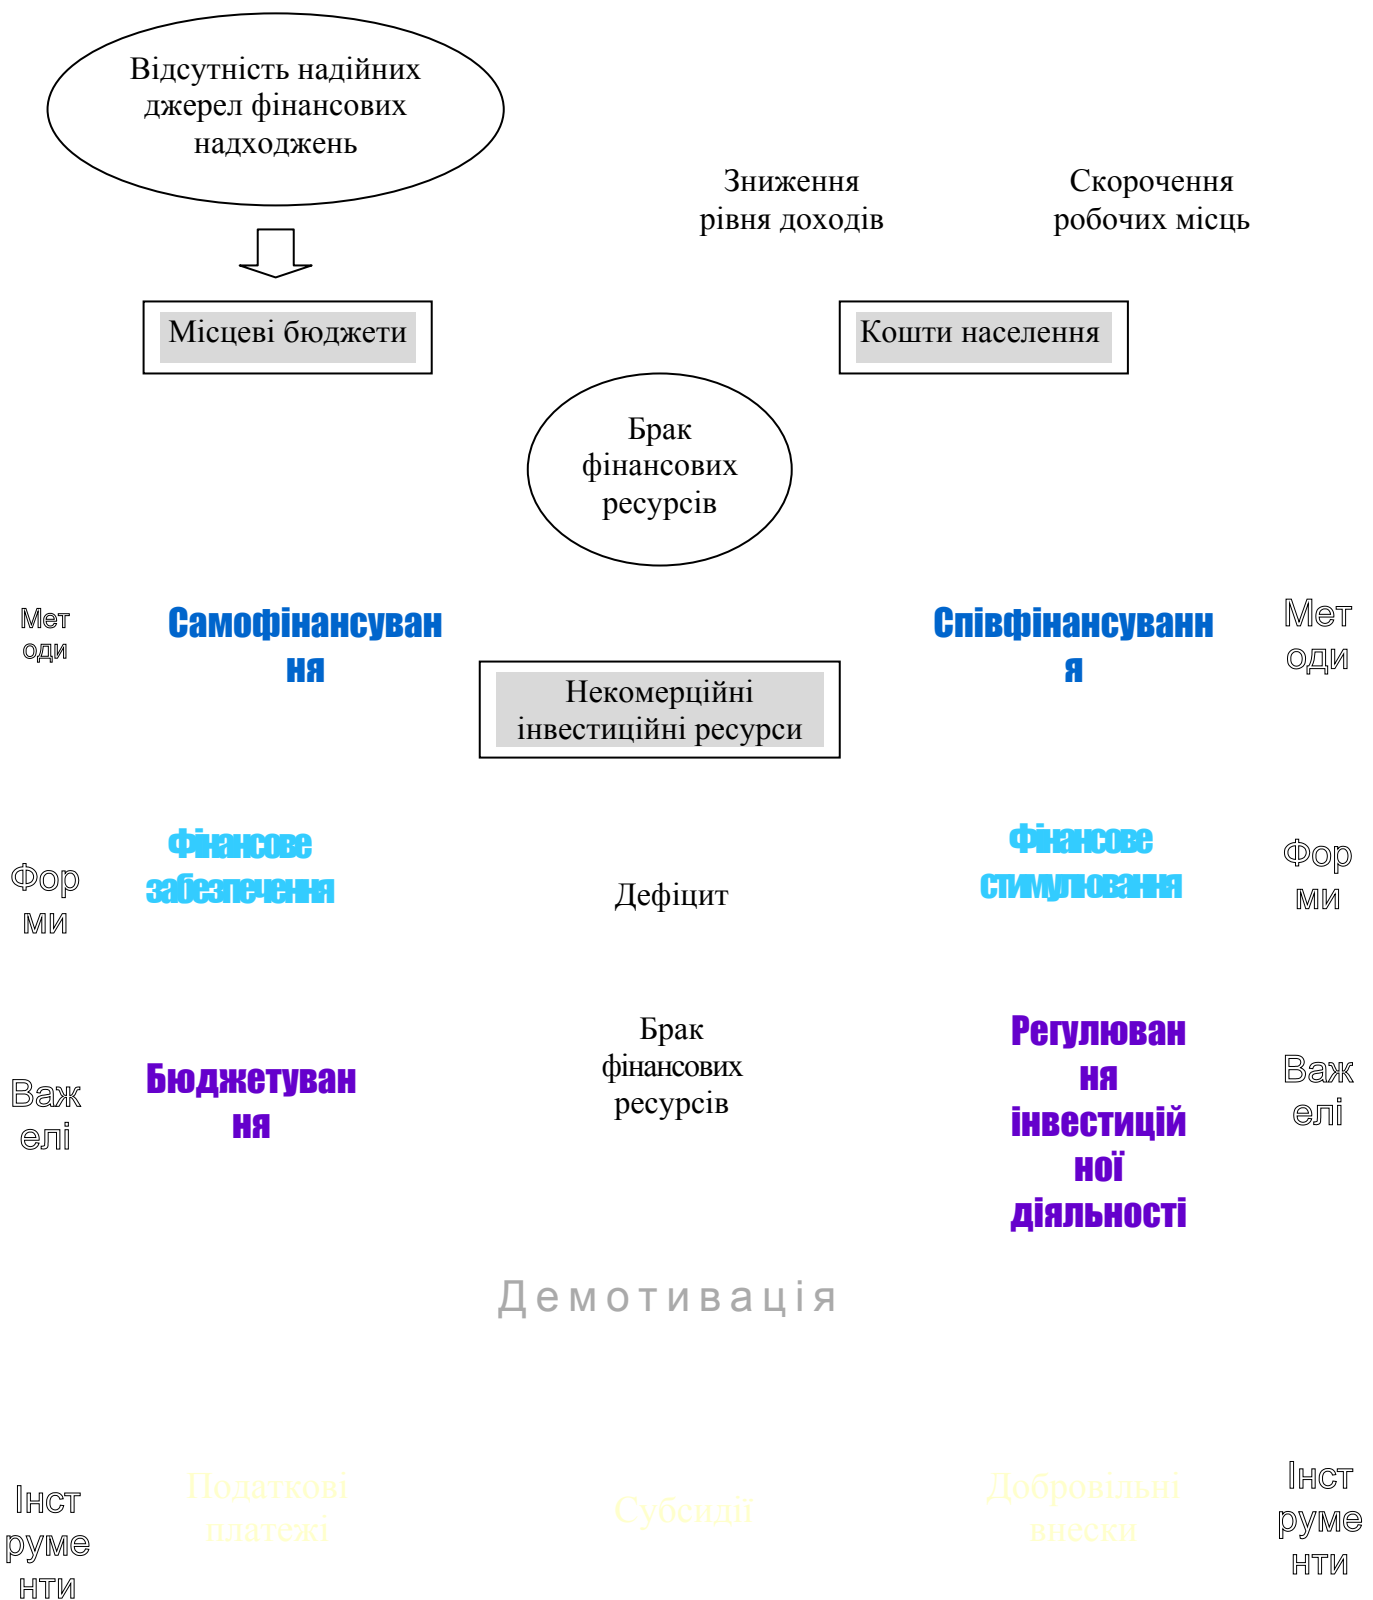 Відсутність надійних
джерел фінансових
надходжень
Зниження
рівня доходів
Скорочення
робочих місць
Місцеві бюджети
Кошти населення
Брак
фінансових
ресурсів
Мет
оди
Самофінансуван
ня
Співфінансуванн
я
Мет
оди
Некомерційні
інвестиційні ресурси
Фінансове
забезпечення
Фінансове
стимулювання
Фор
ми
Дефіцит
Фор
ми
Брак
фінансових
ресурсів
Регулюван
ня
інвестицій
ної
діяльності
Важ
елі
Бюджетуван
ня
Важ
елі
Демотивація
Інст
руме
нти
Податкові
платежі
Субсидії
Добровільні
внески
Інст
руме
нти